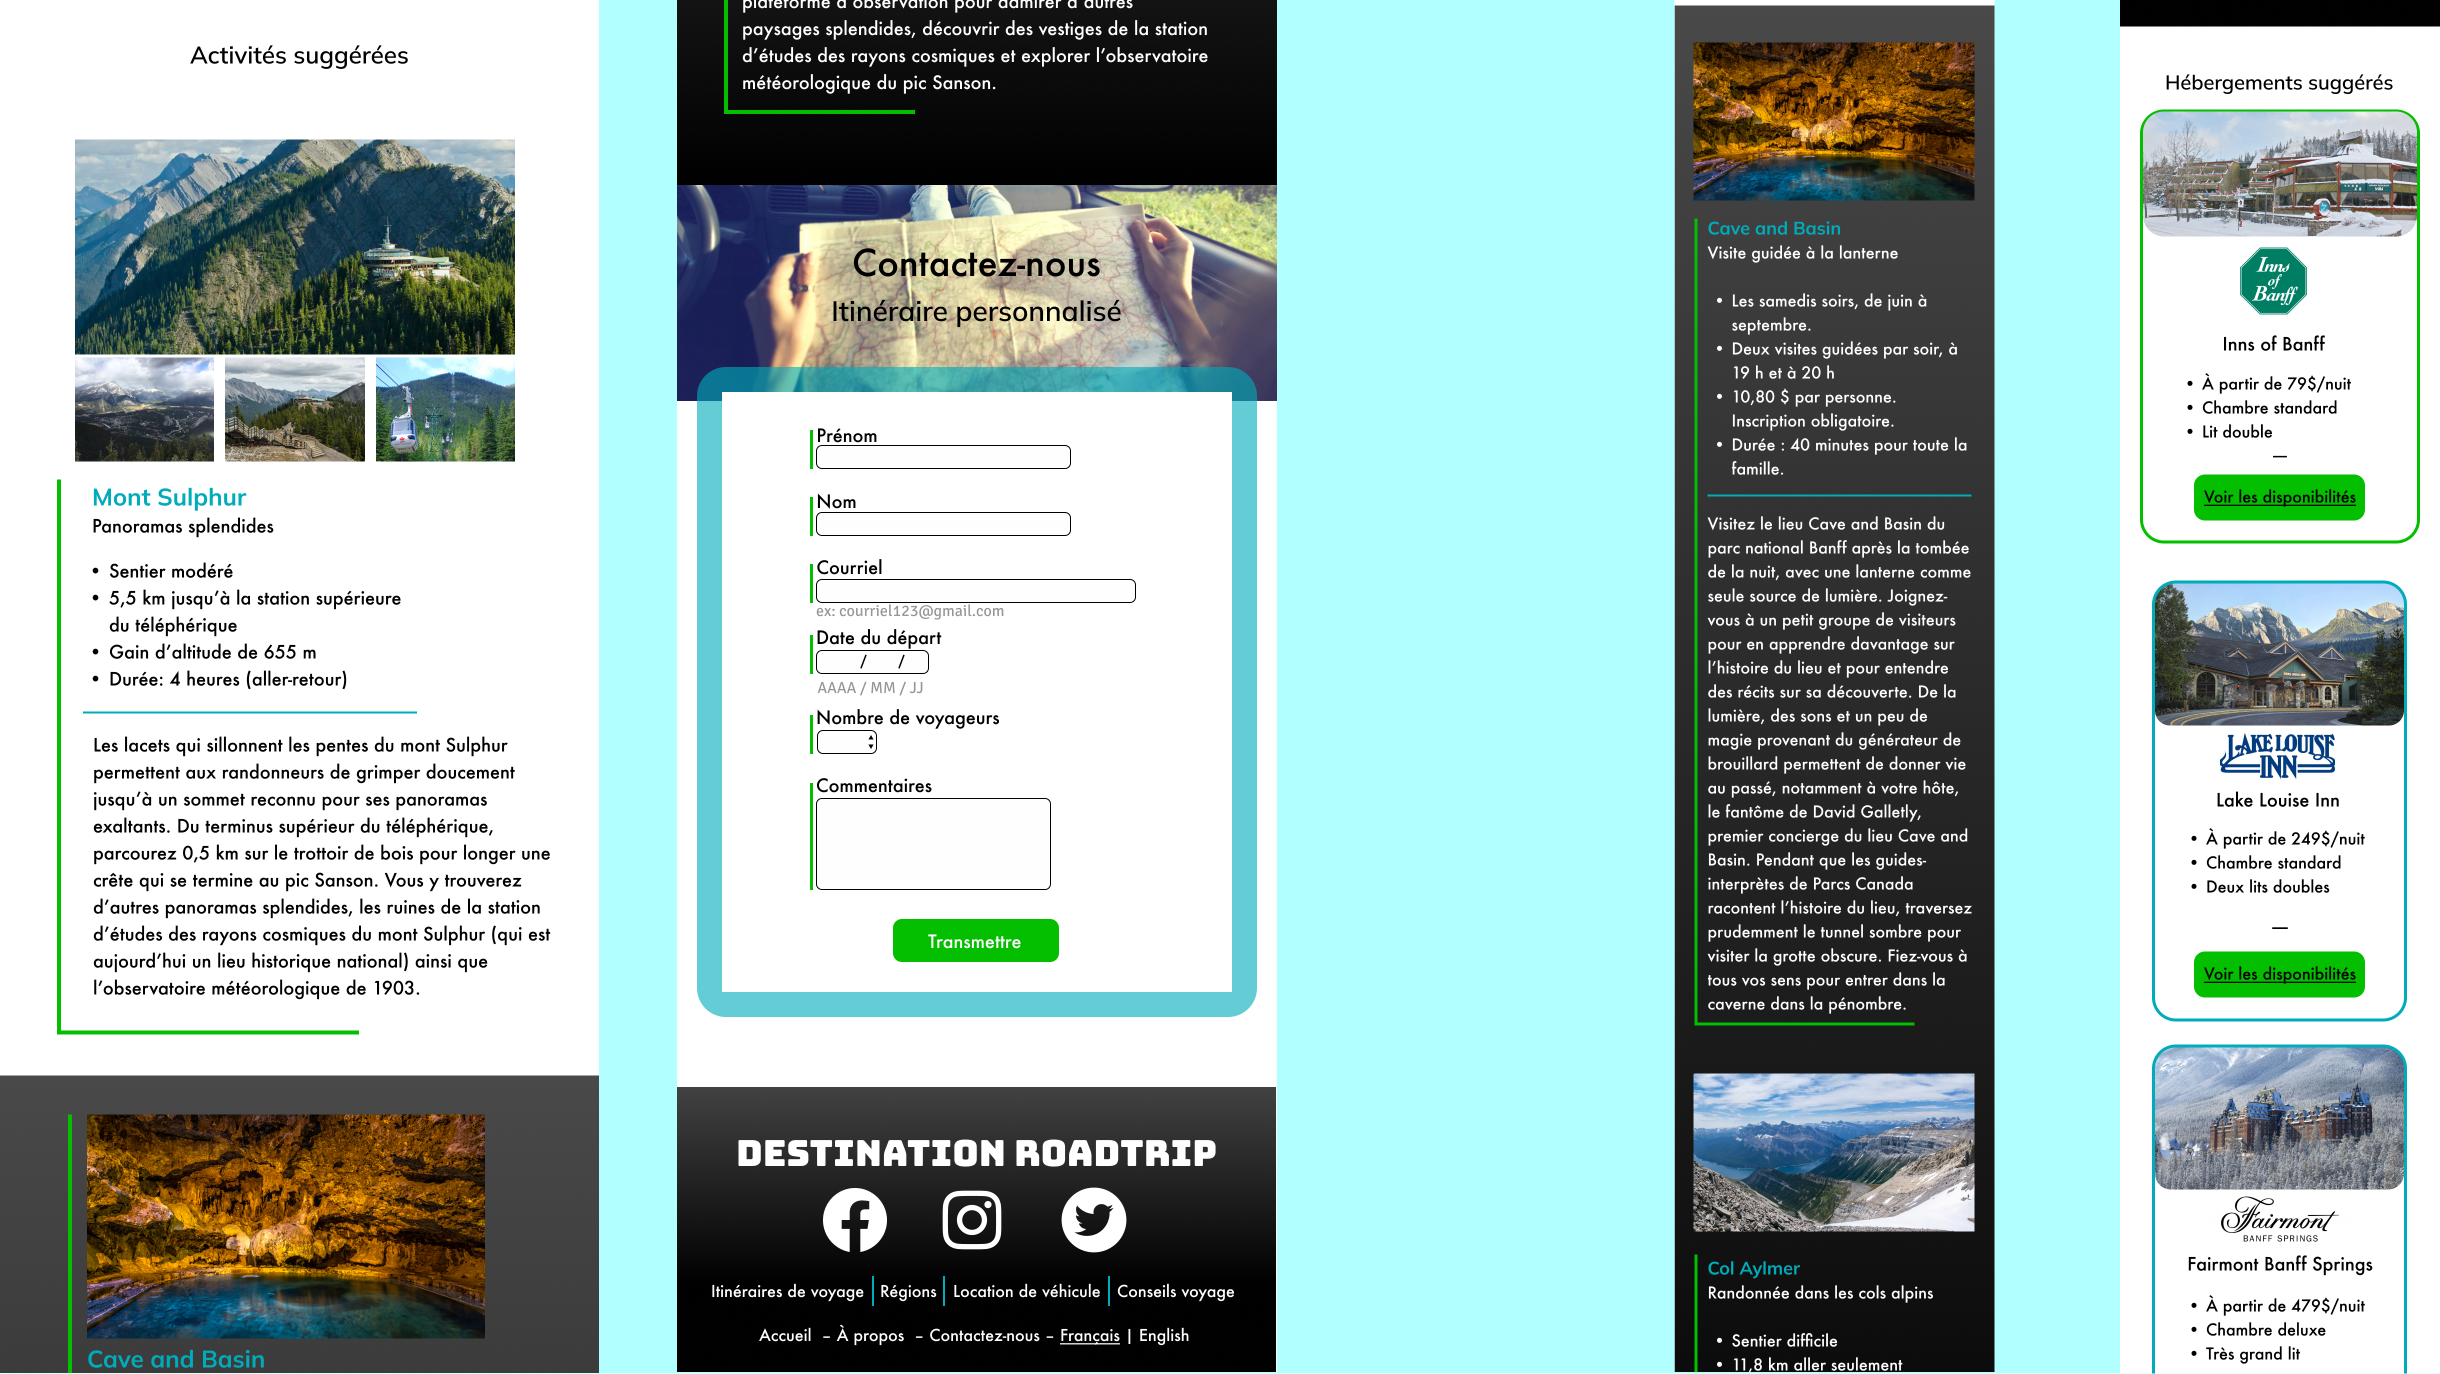 Activités suggérées
Mont Sulphur
Panoramas splendides
• Sentier modéré
• 5,5 km jusqu’à la station supérieure
du téléphérique
• Gain d’altitude de 655 m
• Durée: 4 heures (aller-retour)
Les lacets qui sillonnent les pentes du mont Sulphur
permettent aux randonneurs de grimper doucement
jusqu’à un sommet reconnu pour ses panoramas
exaltants. Du terminus supérieur du téléphérique,
parcourez 0,5 km sur le trottoir de bois pour longer une
crête qui se termine au pic Sanson. Vous y trouverez
d’autres panoramas splendides, les ruines de la station
d’études des rayons cosmiques du mont Sulphur (qui est
aujourd’hui un lieu historique national) ainsi que
l’observatoire météorologique de 1903.
Cave and Basin
plateforme d’observation pour admirer d’autres
paysages splendides, découvrir des vestiges de la station
d’études des rayons cosmiques et explorer l’observatoire
météorologique du pic Sanson.
Contactez-nous
Itinéraire personnalisé
Prénom
Nom
Courriel
ex: courriel123@gmail.com
Date du départ
/ /
AAAA / MM / JJ
Nombre de voyageurs
Commentaires
Transmettre
DESTINATION ROADTRIP
Itinéraires de voyage | Régions | Location de véhicule | Conseils voyage
Accueil – À propos – Contactez-nous – Français | English
Cave and Basin
Visite guidée à la lanterne
• Les samedis soirs, de juin à
septembre.
• Deux visites guidées par soir, à
19 h et à 20 h
• 10,80 $ par personne.
Inscription obligatoire.
• Durée : 40 minutes pour toute la
famille.
Visitez le lieu Cave and Basin du
parc national Banff après la tombée
de la nuit, avec une lanterne comme
seule source de lumière. Joignez-
vous à un petit groupe de visiteurs
pour en apprendre davantage sur
l’histoire du lieu et pour entendre
des récits sur sa découverte. De la
lumière, des sons et un peu de
magie provenant du générateur de
brouillard permettent de donner vie
au passé, notamment à votre hôte,
le fantôme de David Galletly,
premier concierge du lieu Cave and
Basin. Pendant que les guides-
interprètes de Parcs Canada
racontent l’histoire du lieu, traversez
prudemment le tunnel sombre pour
visiter la grotte obscure. Fiez-vous à
tous vos sens pour entrer dans la
caverne dans la pénombre.
Col Aylmer
Randonnée dans les cols alpins
• Sentier difficile
• 11,8 km aller seulement
Hébergements suggérés
Inns
of
Banff
Inns of Banff
• À partir de 79$/nuit
• Chambre standard
• Lit double
—
Voir les disponibilités
LAKE LOUISE
INN
Lake Louise Inn
• À partir de 249$/nuit
• Chambre standard
• Deux lits doubles
—
Voir les disponibilités
Fairmont
BANFF SPRINGS
Fairmont Banff Springs
• À partir de 479$/nuit
• Chambre deluxe
• Très grand lit